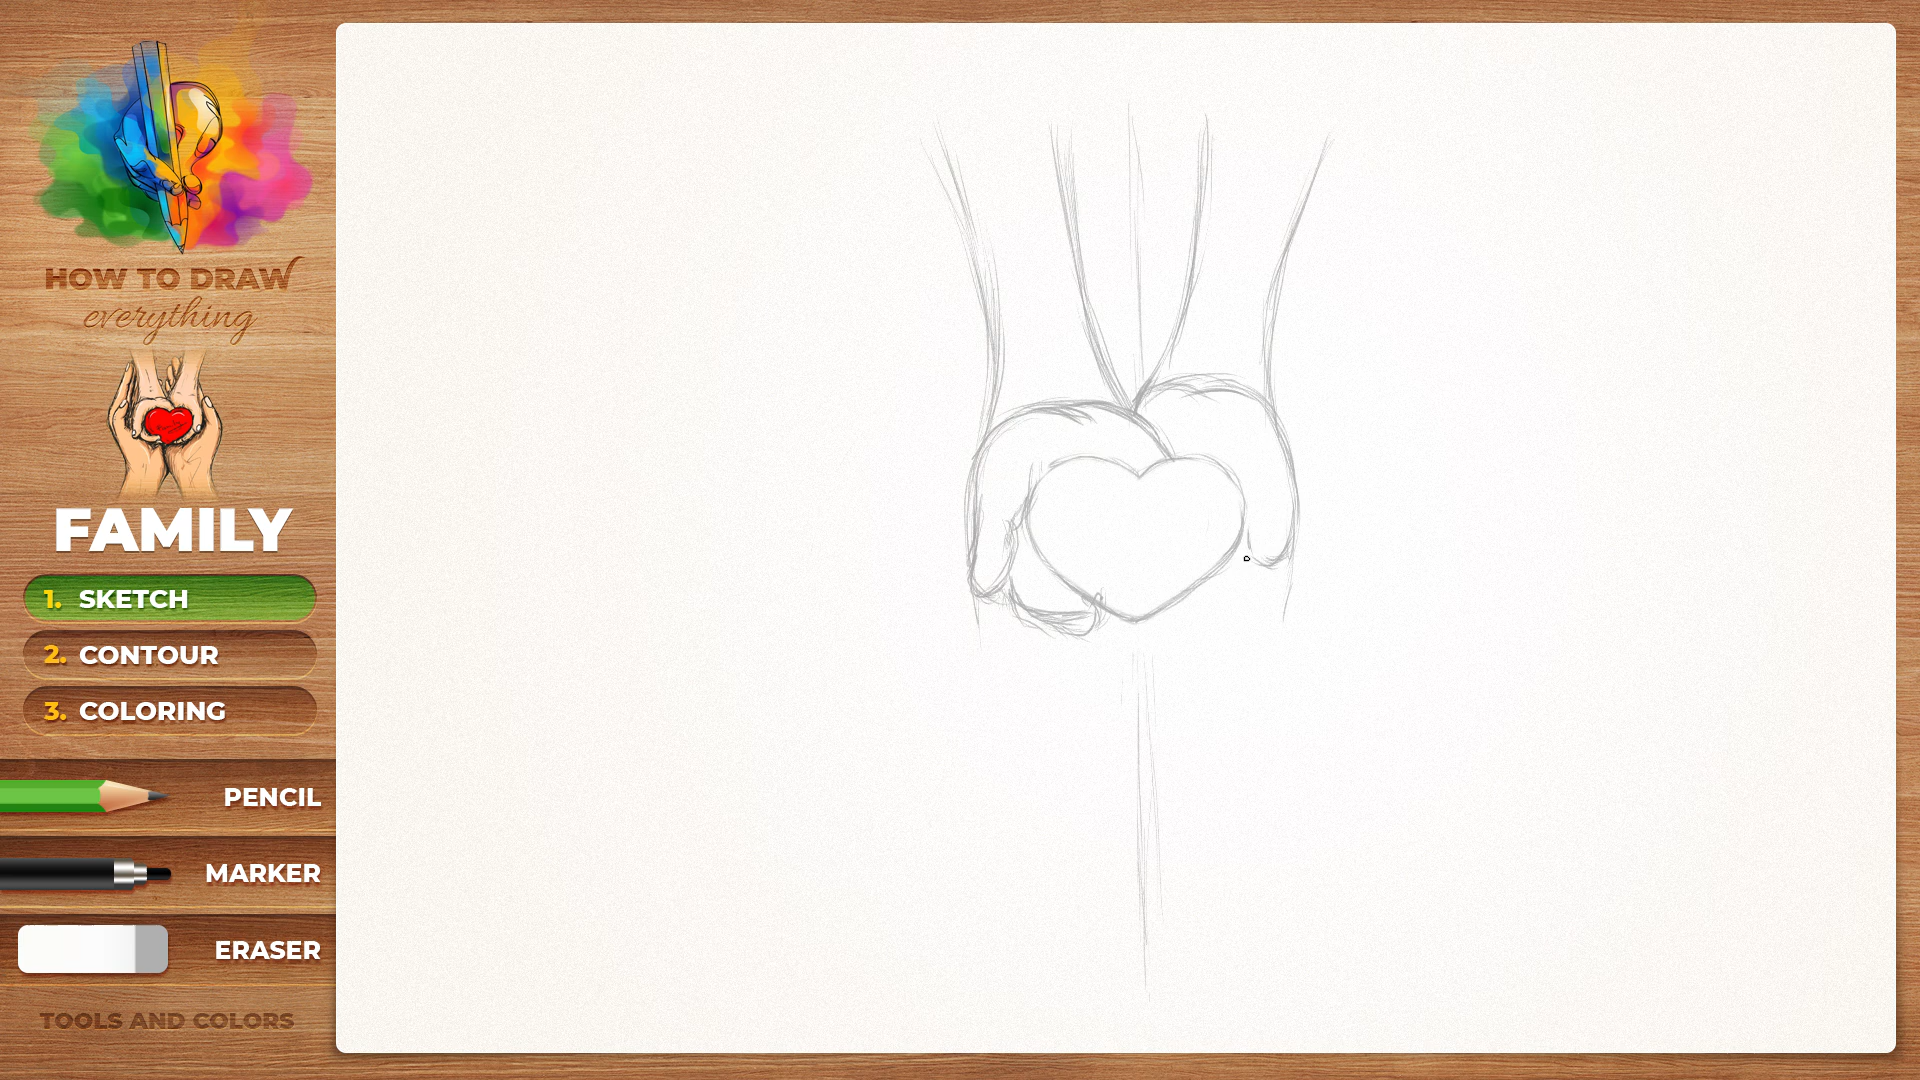 HOW TO DRAW
everything
FAMILY
1. SKETCH
2. CONTOUR
3. COLORING
PENCIL
MARKER
ERASER
TOOLS AND COLORS